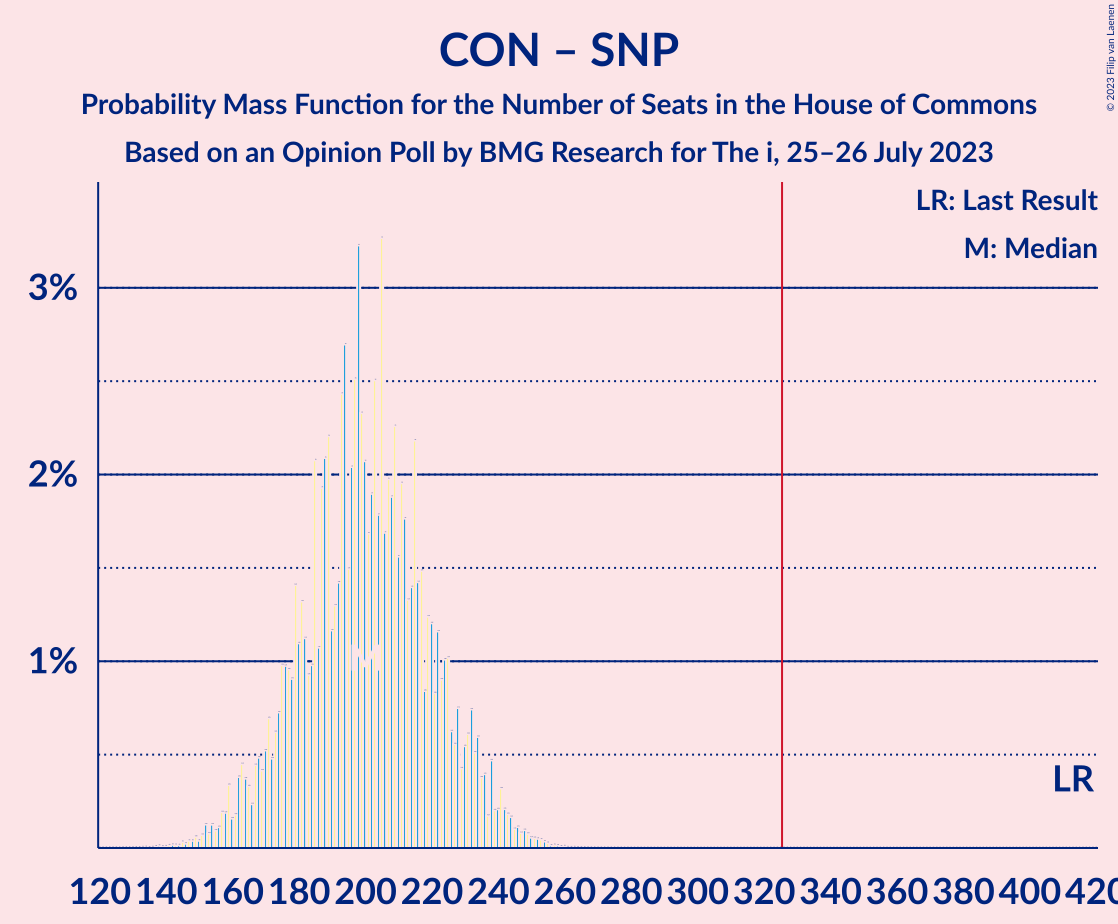 CON – SNP
Probability Mass Function for the Number of Seats in the House of Commons
Based on an Opinion Poll by BMG Research for The i, 25–26 July 2023
© 2023 Filip van Laenen
LR: Last Result
M: Median
3%
2%
1%
M
LR
120 140 160 180 200 220 240 260 280 300 320 340 360 380 400 420